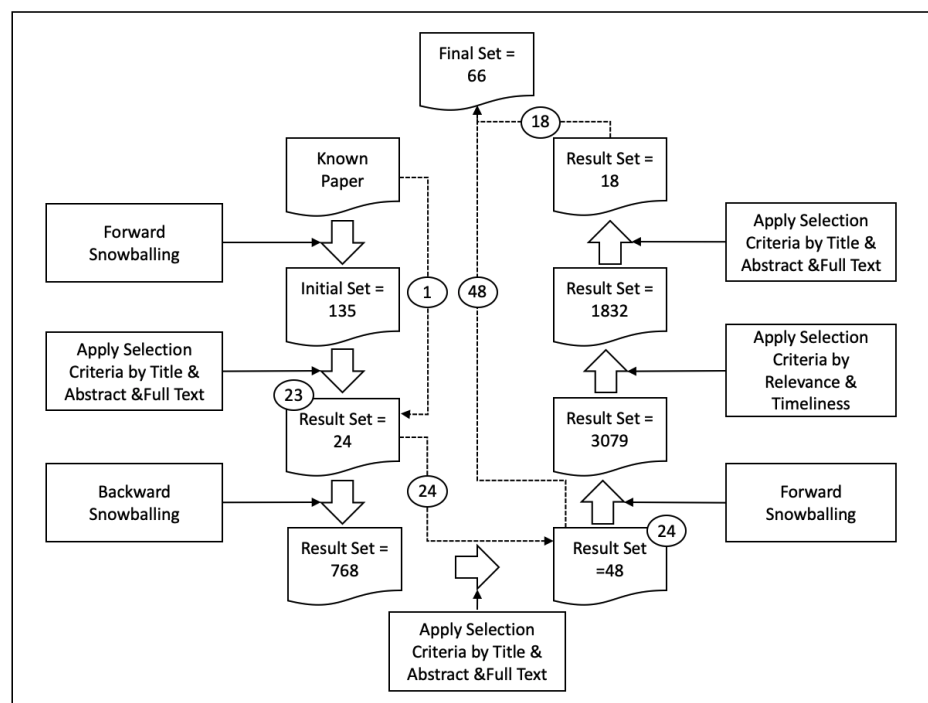 Final Set =
66
18
Known
Paper
Result Set =
18
Forward
Snowballing
Apply Selection
Criteria by Title &
Abstract &Full Text
Initial Set =
135
1
48
Result Set =
1832
Apply Selection
Criteria by Title &
Abstract &Full Text
Apply Selection
Criteria by
Relevance &
Timeliness
23
Result Set =
24
Result Set =
3079
Backward
Snowballing
24
Forward
Snowballing
Result Set =
768
24
Result Set
=48
Apply Selection
Criteria by Title &
Abstract &Full Text